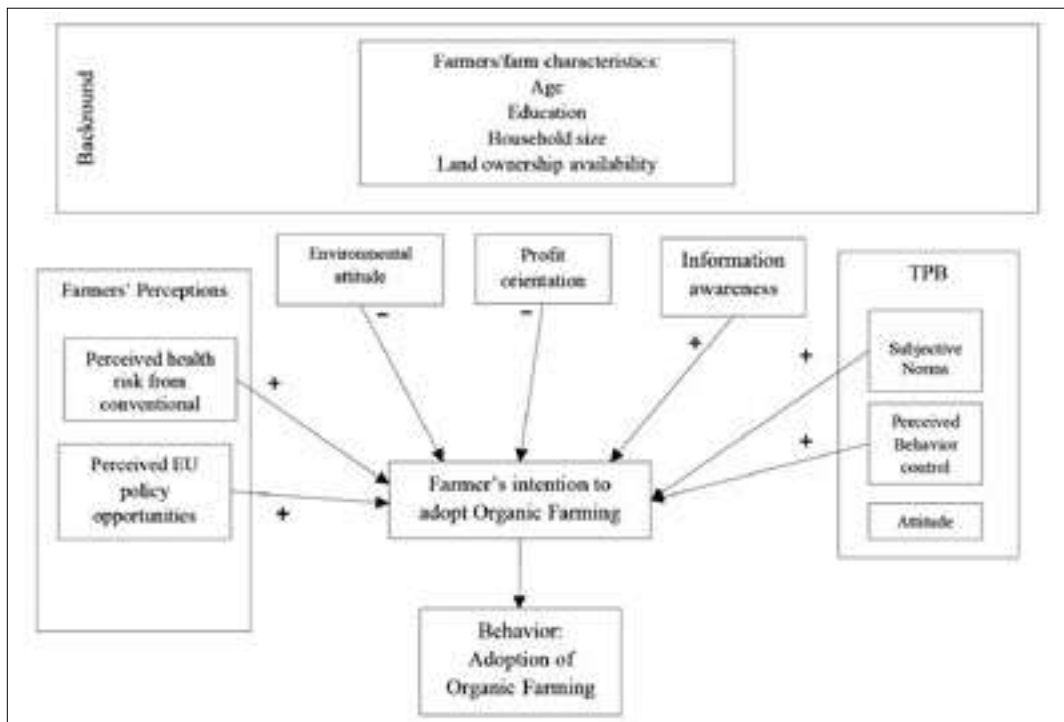 Backround
Farmers/farm characteristics:
Age
Education
Household size
Land ownership availability
Environmental
attitude
Profit
orientation
Information
awareness
Farmers' Perceptions
Perceived health
risk from
conventional
Perceived EU
policy
opportunities
TPB
Subjective
Norms
Perceived
Behavior
control
Attitude
-
-
+
+
+
+
+
Farmer's intention to
adopt Organic Farming
Behavior:
Adoption of
Organic Farming